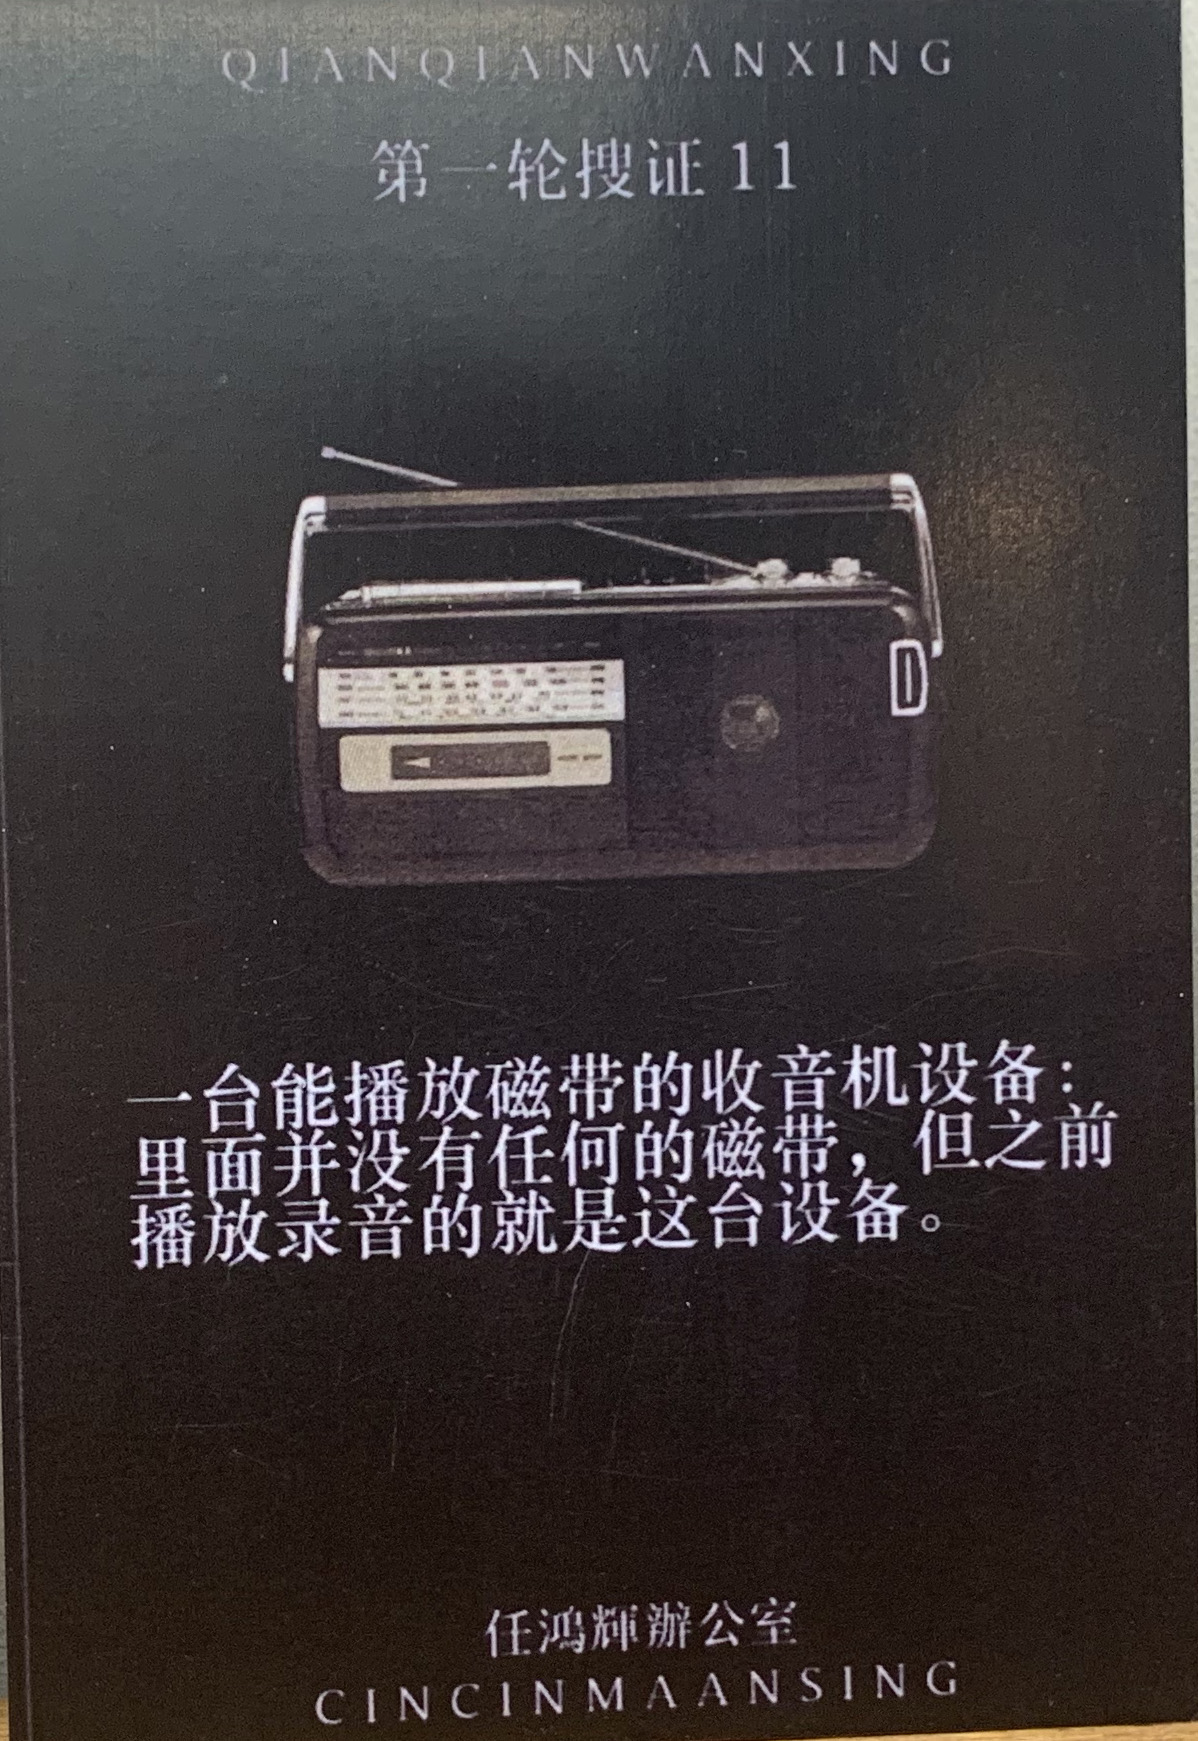 QIANQIANWANXING
第一轮搜证 11
一台能播放磁带的收音机设备：
里面并没有任何的磁带，但之前
播放录音的就是这台设备。
任鴻輝辦公室
CINCINMAANSING